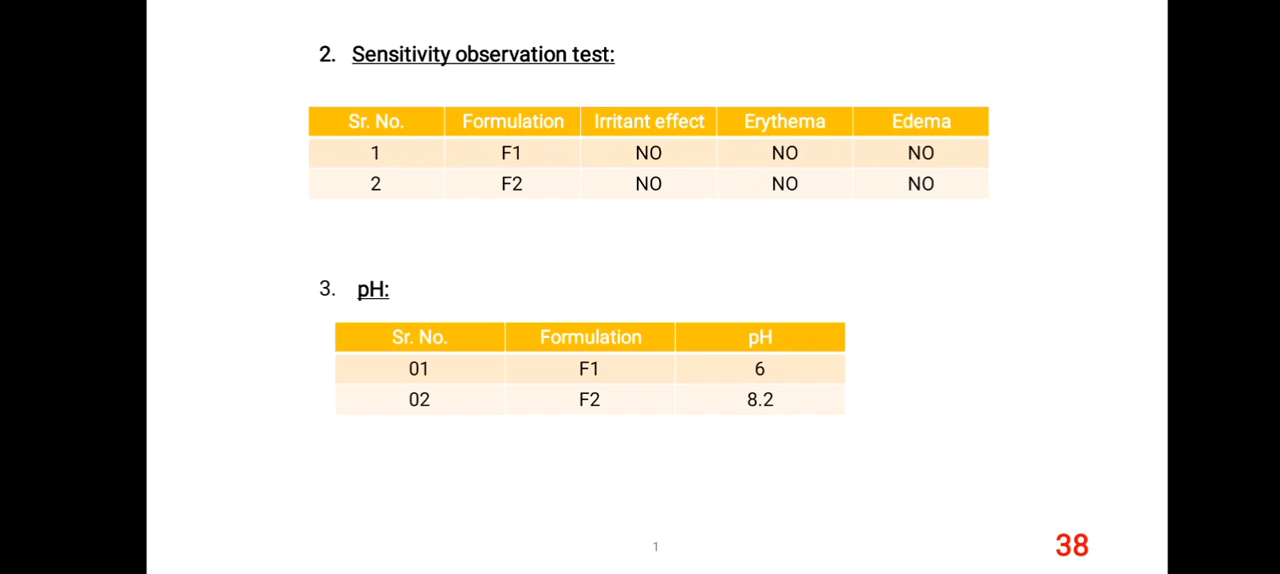 2. Sensitivity observation test:
Sr. No. Formulation Irritant effect Erythema Edema
1 F1 NO NO NO
2 F2 NO NO NO
3. pH:
Sr. No. Formulation pH
01 F1 6
02 F2 8.2
1
38